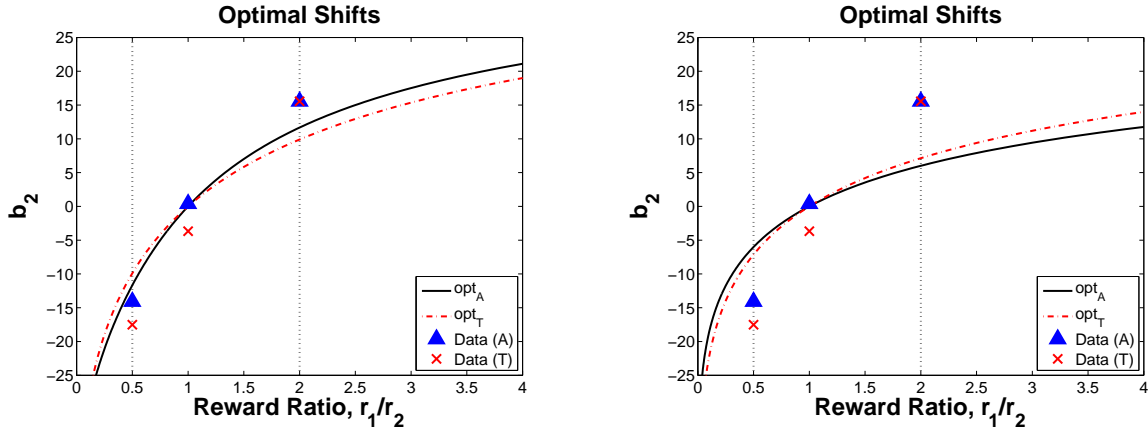 Optimal Shifts
25
20
15
10
5
0
−5
−10
−15
−20
−25
b2
0 0.5 1 1.5 2 2.5 3 3.5 4
Reward Ratio, r1/r2
optA
optT
Data (A)
Data (T)
Optimal Shifts
25
20
15
10
5
0
−5
−10
−15
−20
−25
b2
0 0.5 1 1.5 2 2.5 3 3.5 4
Reward Ratio, r1/r2
optA
optT
Data (A)
Data (T)